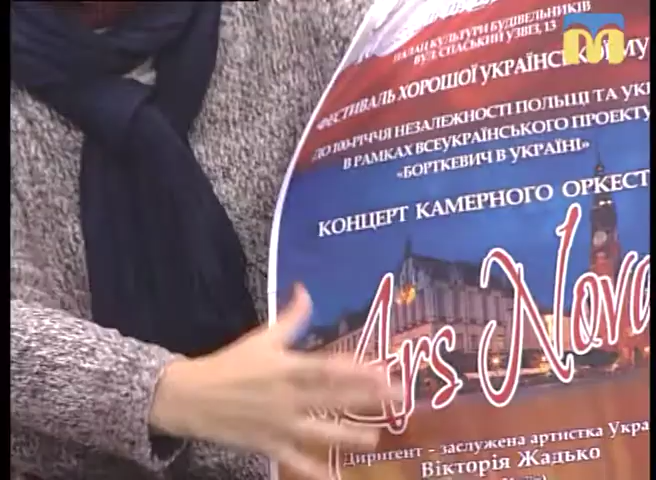 ПАЛАЦ КУЛЬТУРИ БУДІВЕЛЬНИКІВ
ВУЛ. СПАСЬКИЙ УЗВІЗ, 13
ФЕСТИВАЛЬ ХОРОШОЇ УКРАЇНСЬКОЇ МУ
ДО 100-РІЧЧЯ НЕЗАЛЕЖНОСТІ ПОЛЬЩІ ТА УК
В РАМКАХ ВСЕУКРАЇНСЬКОГО ПРОЕКТУ
«БОРТКЕВИЧ В УКРАЇНІ»
КОНЦЕРТ КАМЕРНОГО ОРКЕСТ
Ars Nova
Диригент – заслужена артистка Укра
Вікторія Жадько